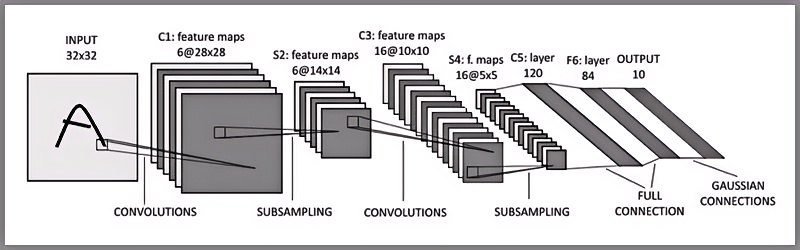 INPUT
32x32
C1: feature maps
6@28x28
S2: feature maps
6@14x14
C3: feature maps
16@10x10
S4: f. maps
16@5x5
C5: layer
120
F6: layer
84
OUTPUT
10
A
CONVOLUTIONS
SUBSAMPLING
CONVOLUTIONS
SUBSAMPLING
FULL
CONNECTION
GAUSSIAN
CONNECTIONS